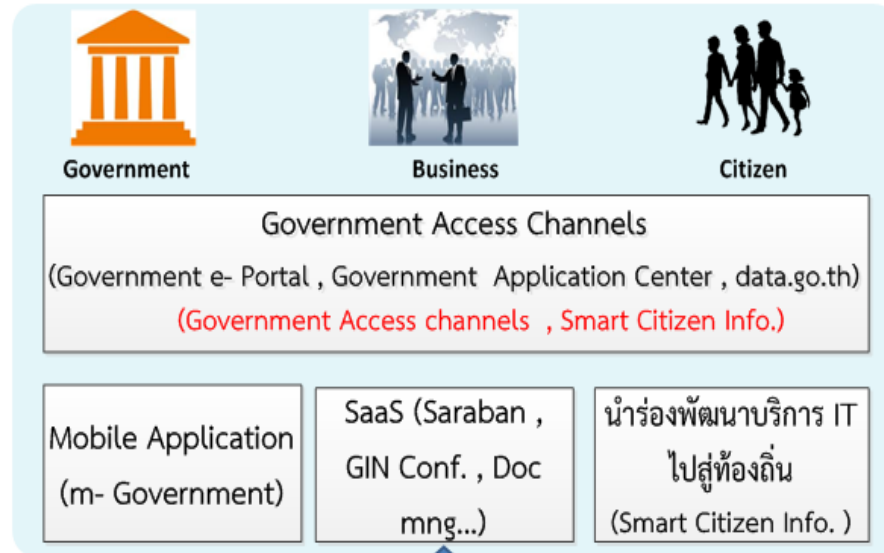 Government
Business
Citizen
Government Access Channels
(Government e- Portal , Government Application Center , data.go.th)
(Government Access channels , Smart Citizen Info.)
Mobile Application
(m- Government)
SaaS (Saraban ,
GIN Conf. , Doc
mng...)
นำร่องพัฒนาบริการ IT
ไปสู่ท้องถิ่น
(Smart Citizen Info. )